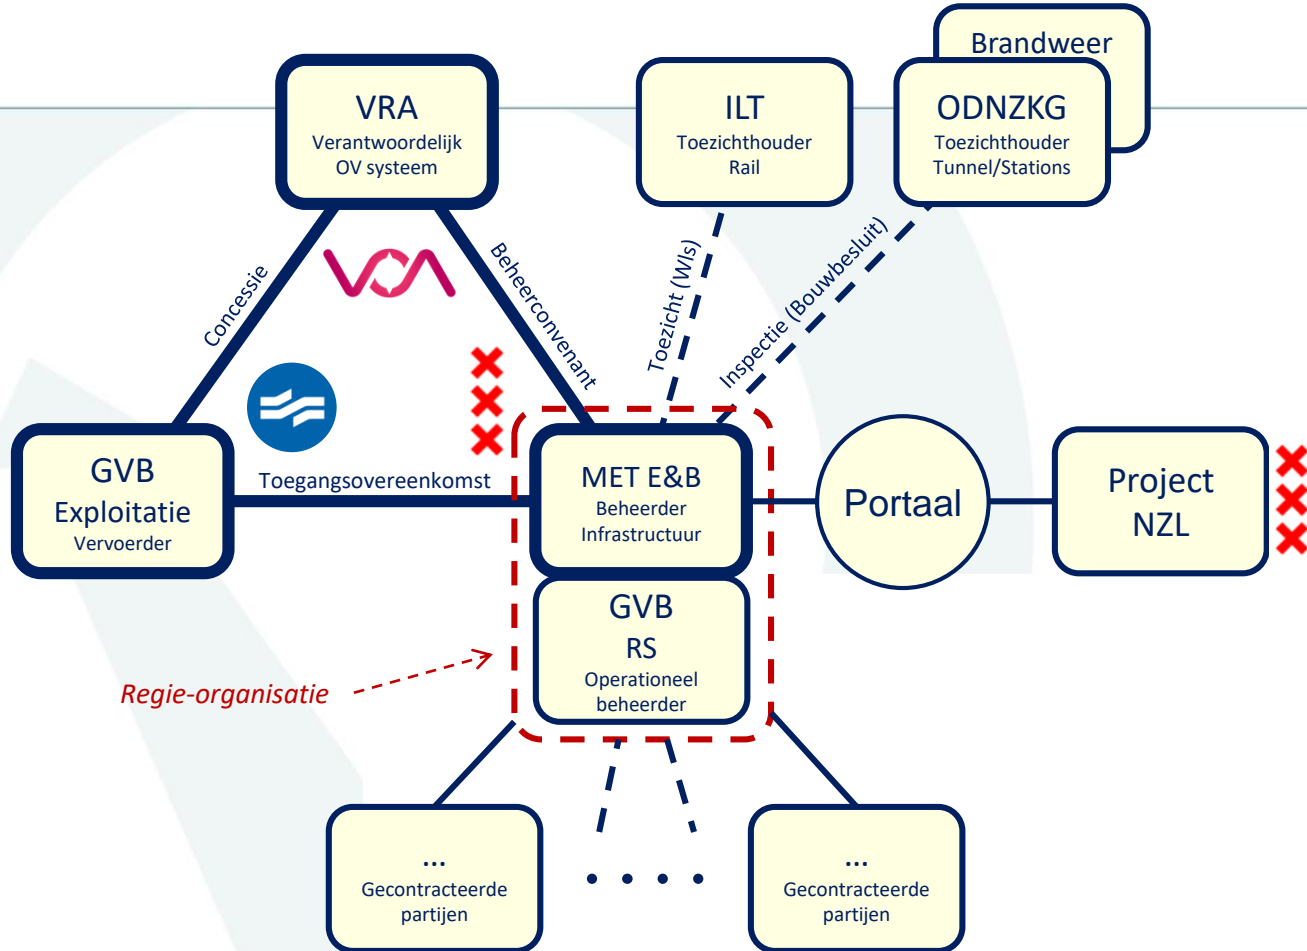 Brandweer
VRA
Verantwoordelijk
OV systeem
ILT
Toezichthouder
Rail
ODNZKG
Toezichthouder
Tunnel/Stations
Concessie
Beheerconvenant
Toezicht (Wls)
Inspectie (Bouwbesluit)
GVB
Exploitatie
Vervoerder
Toegangsovereenkomst
MET E&B
Beheerder
Infrastructuur
Portaal
Project
NZL
GVB
RS
Operationeel
beheerder
Regie-organisatie
...
Gecontracteerde
partijen
. . . .
...
Gecontracteerde
partijen